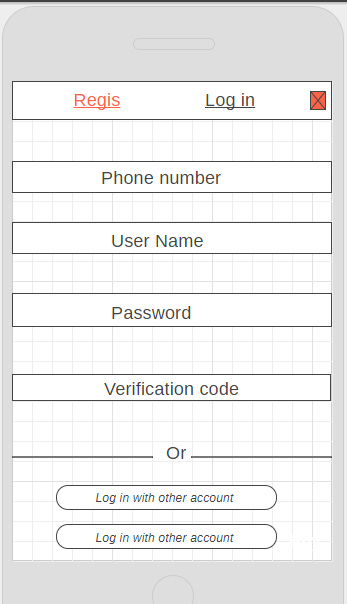 Regis Log in
Phone number
User Name
Password
Verification code
Or
Log in with other account
Log in with other account